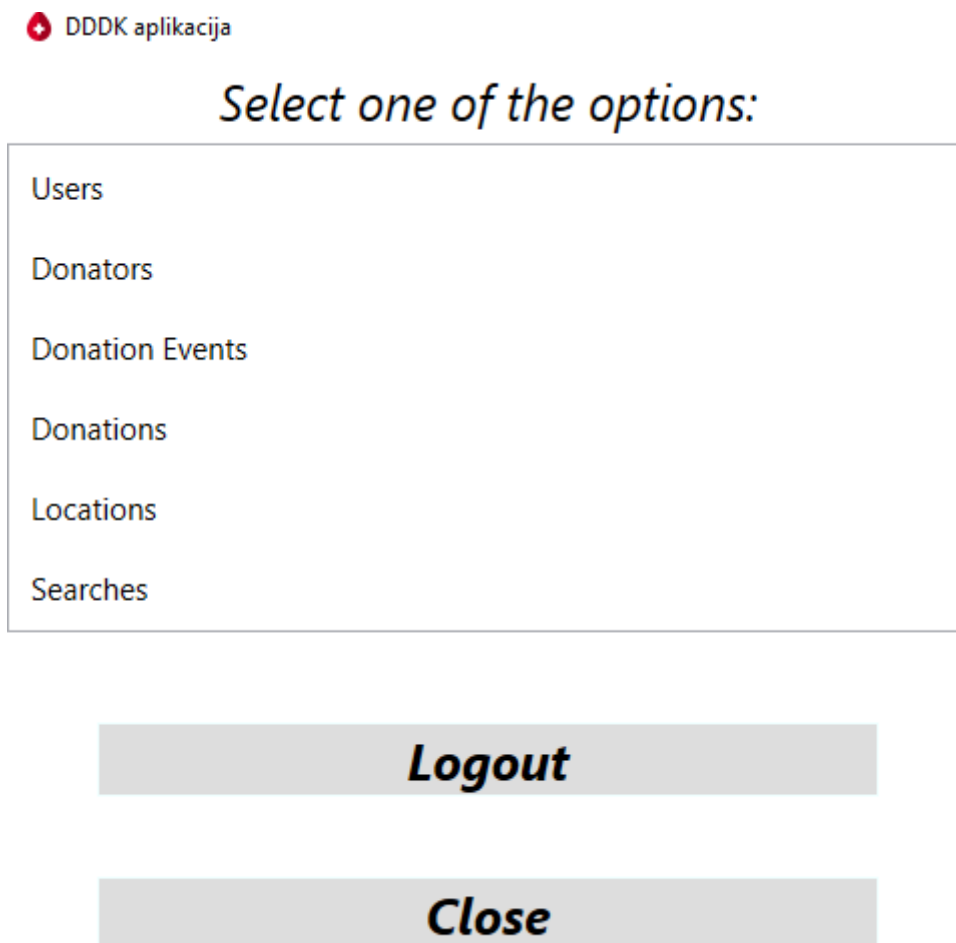 DDDK aplikacija
Select one of the options:
Users
Donators
Donation Events
Donations
Locations
Searches
Logout
Close